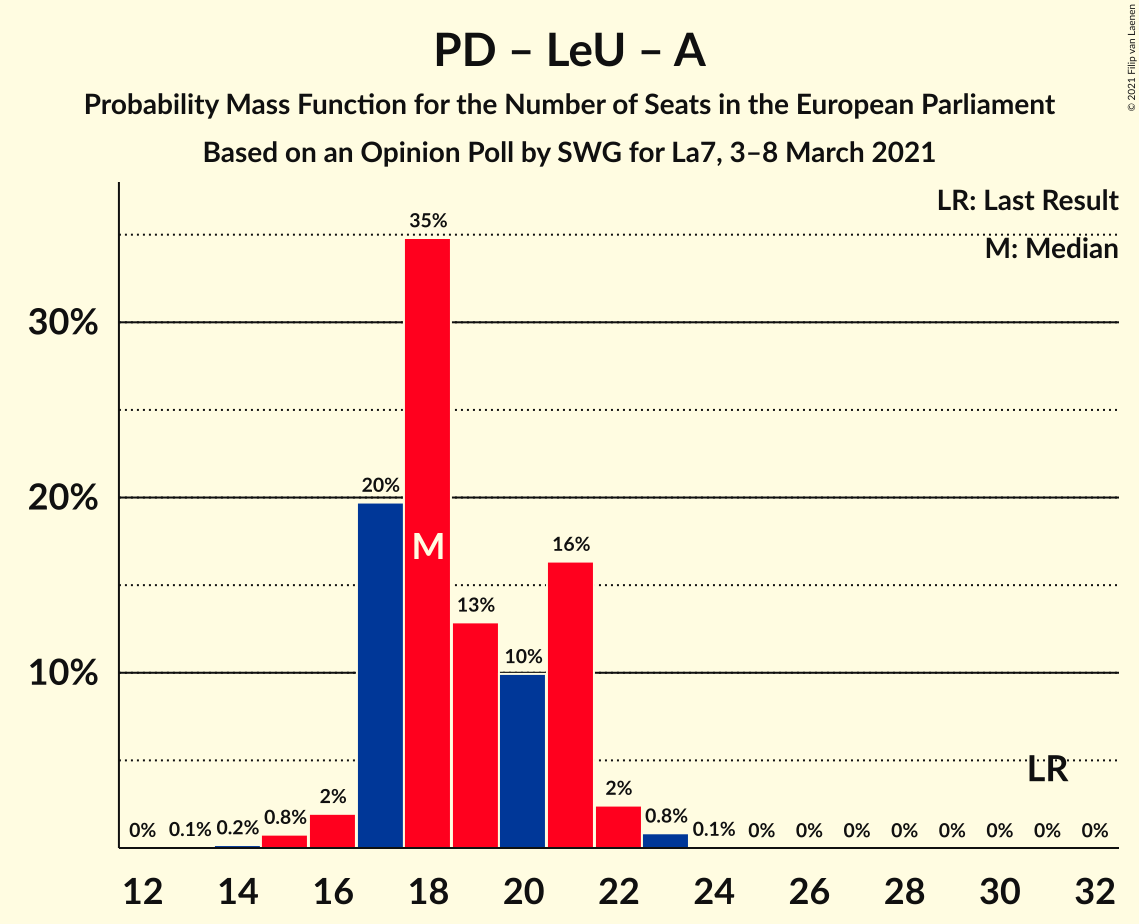 PD – LeU – A
Probability Mass Function for the Number of Seats in the European Parliament
Based on an Opinion Poll by SWG for La7, 3–8 March 2021
© 2021 Filip van Laenen
LR: Last Result
M: Median
30%
20%
10%
0% 0.1% 0.2% 0.8% 2% 20% 35% 13% 10% 16% 2% 0.8% 0.1% 0% 0% 0% 0% 0% 0% 0% 0%
M
LR
12 14 16 18 20 22 24 26 28 30 32